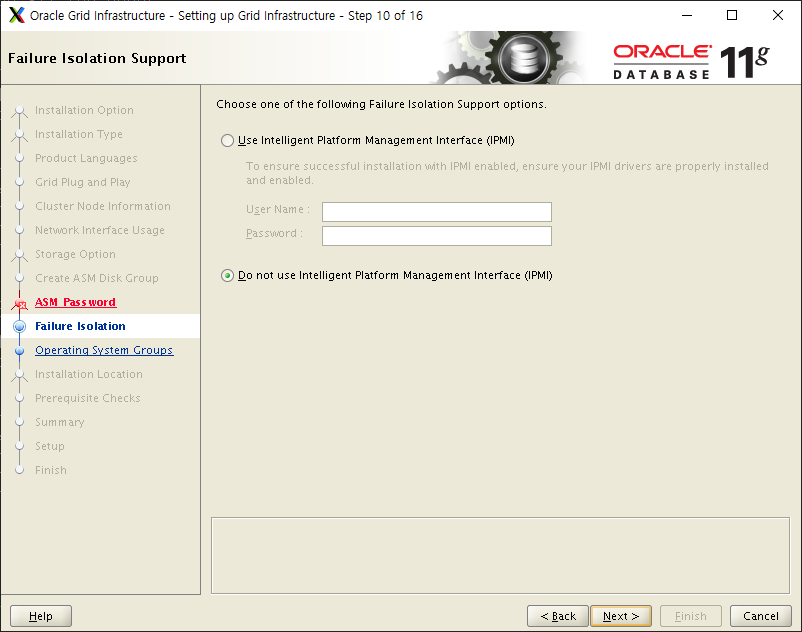 Oracle Grid Infrastructure - Setting up Grid Infrastructure - Step 10 of 16
Failure Isolation Support
ORACLE
DATABASE 11g
Installation Option
Installation Type
Product Languages
Grid Plug and Play
Cluster Node Information
Network Interface Usage
Storage Option
Create ASM Disk Group
ASM Password
Failure Isolation
Operating System Groups
Installation Location
Prerequisite Checks
Summary
Setup
Finish
Choose one of the following Failure Isolation Support options.
Use Intelligent Platform Management Interface (IPMI)
To ensure successful installation with IPMI enabled, ensure your IPMI drivers are properly installed
and enabled.
User Name :
Password :
Do not use Intelligent Platform Management Interface (IPMI)
Help
< Back
Next >
Finish
Cancel